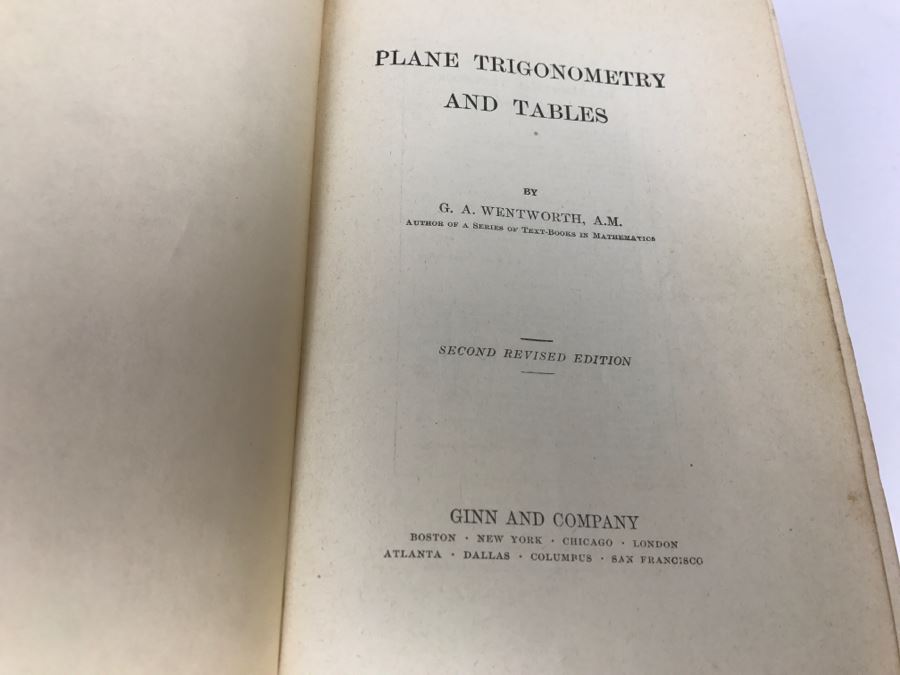 PLANE TRIGONOMETRY
AND TABLES
BY
G. A. WENTWORTH, A.M.
AUTHOR OF A SERIES OF TEXT-BOOKS IN MATHEMATICS
SECOND REVISED EDITION
GINN AND COMPANY
BOSTON · NEW YORK · CHICAGO · LONDON
ATLANTA · DALLAS · COLUMBUS · SAN FRANCISCO